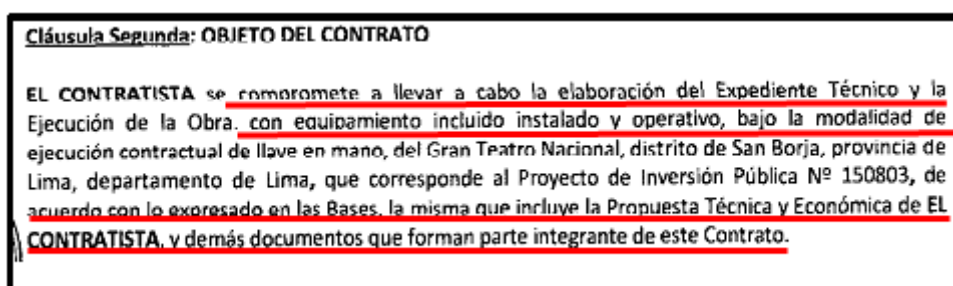 Cláusula Segunda: OBJETO DEL CONTRATO
EL CONTRATISTA se compromete a llevar a cabo la elaboración del Expediente Técnico y la
Ejecución de la Obra, con equipamiento incluido instalado y operativo, bajo la modalidad de
ejecución contractual de llave en mano, del Gran Teatro Nacional, distrito de San Borja, provincia de
Lima, departamento de Lima, que corresponde al Proyecto de Inversión Pública Nº 150803, de
acuerdo con lo expresado en las Bases, la misma que incluye la Propuesta Técnica y Económica de EL
CONTRATISTA, y demás documentos que forman parte integrante de este Contrato.